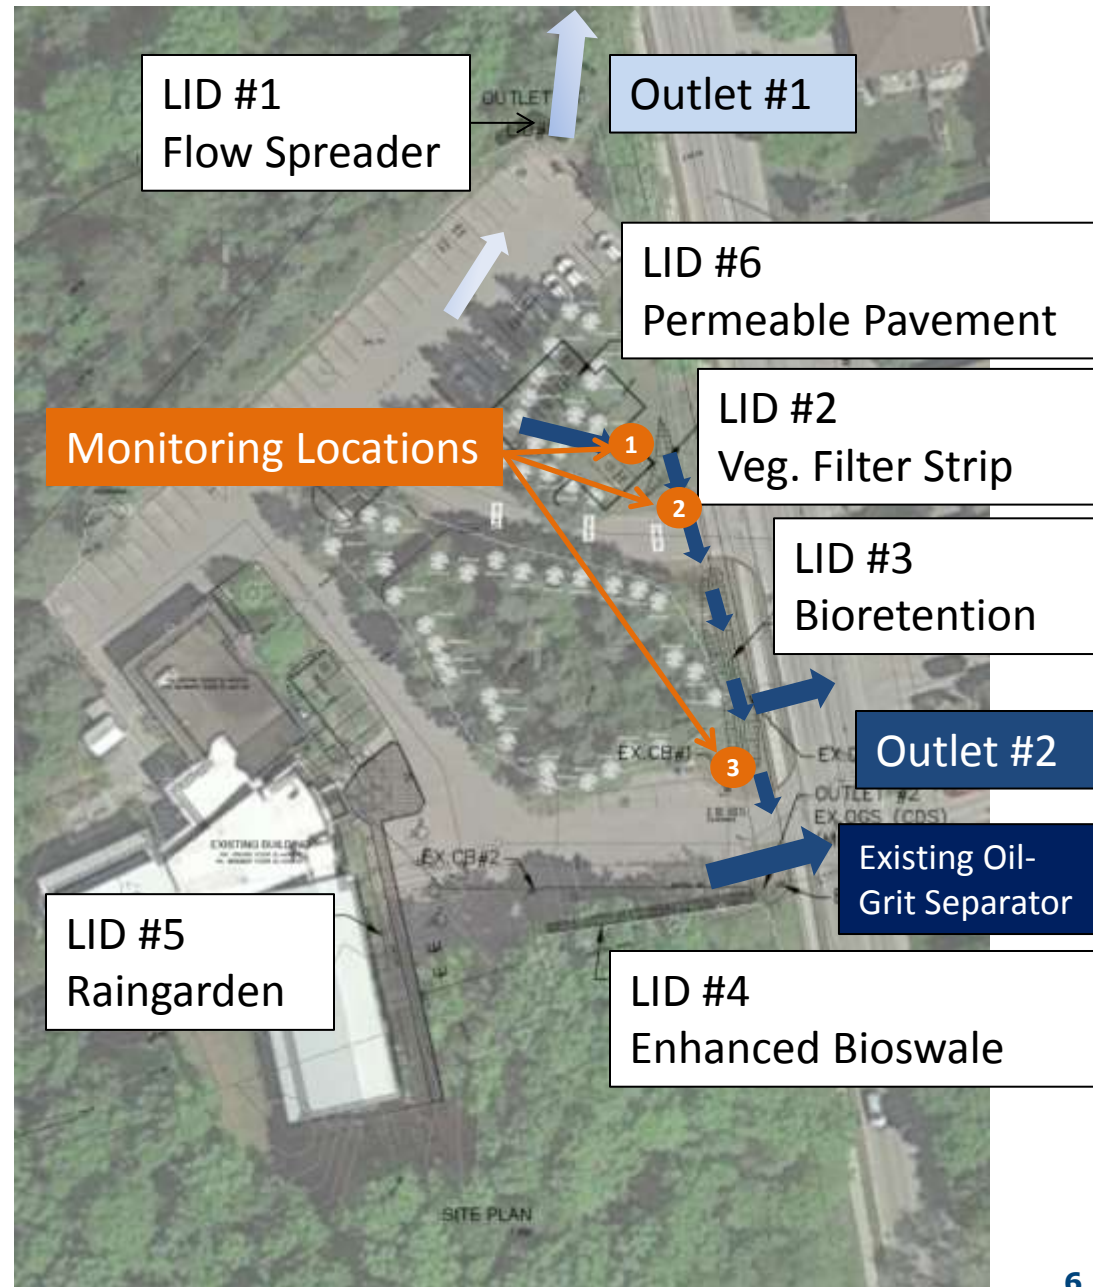 LID #1
Flow Spreader
OUTLET
Outlet #1
LID #6
Permeable Pavement
LID #2
Veg. Filter Strip
Monitoring Locations
1
2
LID #3
Bioretention
EX.CB#1
3
Outlet #2
OUTLET #2
EX.OGS (CDS)
EXISTING BUILDING
EX.CB#2
Existing Oil-
Grit Separator
LID #5
Raingarden
LID #4
Enhanced Bioswale
SITE PLAN
6